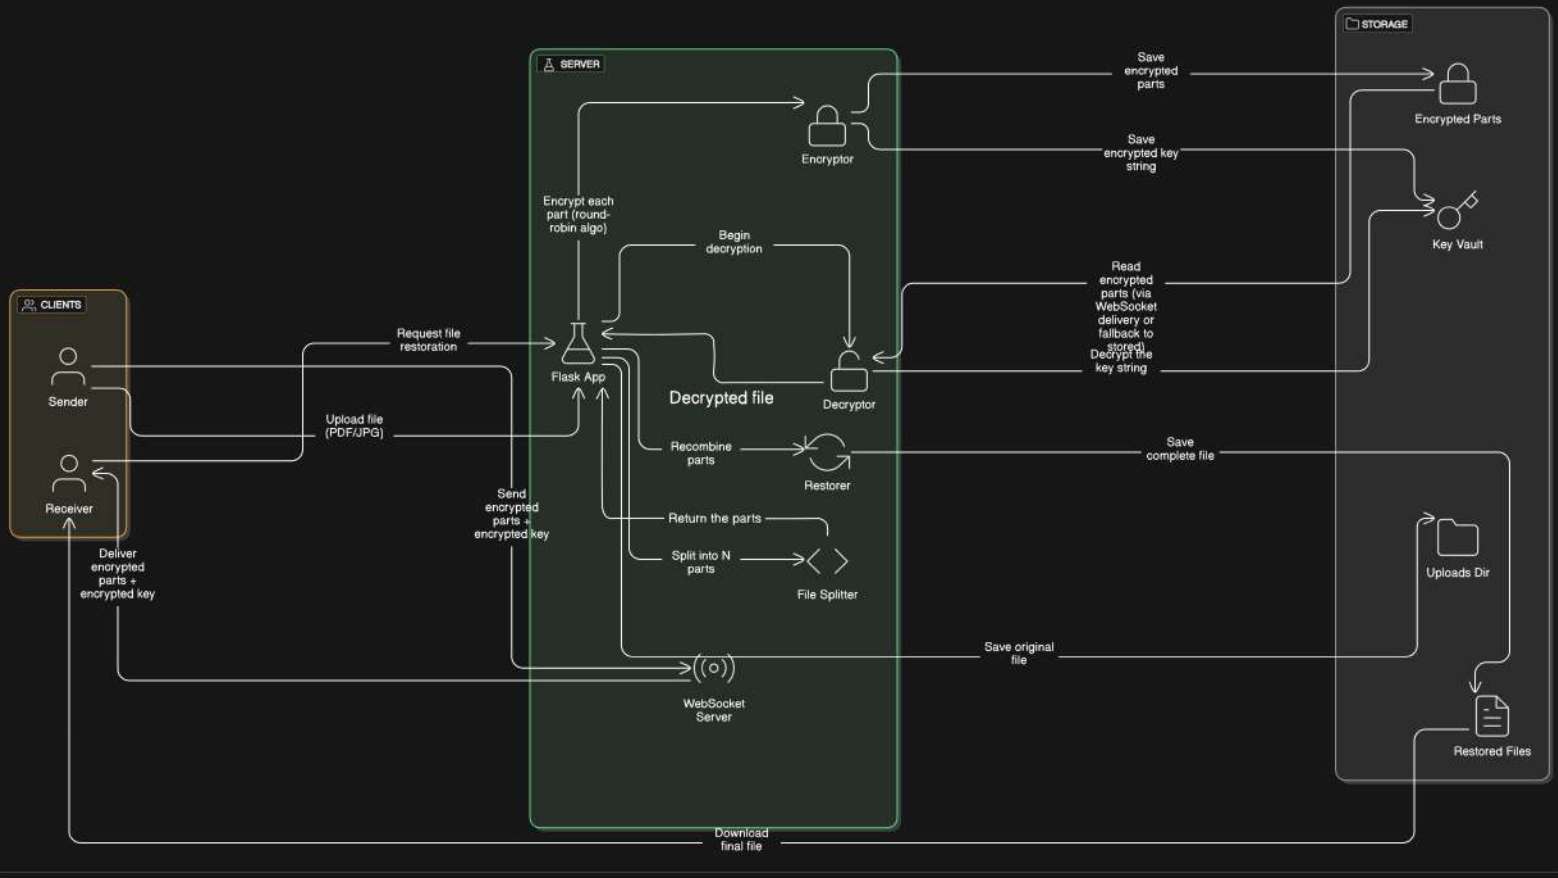 STORAGE
Save
encrypted
parts
Encrypted Parts
SERVER
Encryptor
Save
encrypted key
string
Key Vault
Encrypt each
part (round-
robin algo)
Begin
decryption
Read
encrypted
parts (via
WebSocket
delivery or
fallback to
stored)
Decrypt the
key string
CLIENTS
Sender
Request file
restoration
Flask App
Decrypted file
Decryptor
Upload file
(PDF/JPG)
Receiver
Recombine
parts
Restorer
Save
complete file
Send
encrypted
parts +
encrypted key
Return the parts
Split into N
parts
File Splitter
Uploads Dir
Deliver
encrypted
parts +
encrypted key
Save original
file
WebSocket
Server
Restored Files
Download
final file